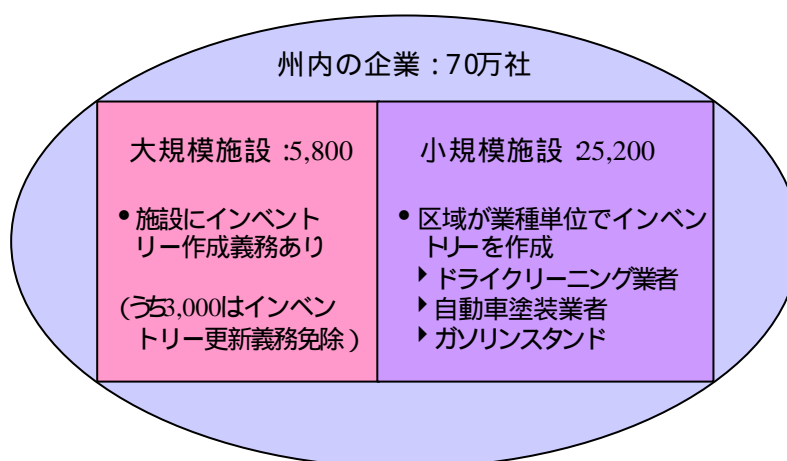 州内の企業：70万社
大規模施設：5,800
• 施設にインベント
リー作成義務あり
（うち3,000はインベン
トリー更新義務免除）
小規模施設：25,200
• 区域が業種単位でインベン
トリーを作成
▶ ドライクリーニング業者
▶ 自動車塗装業者
▶ ガソリンスタンド